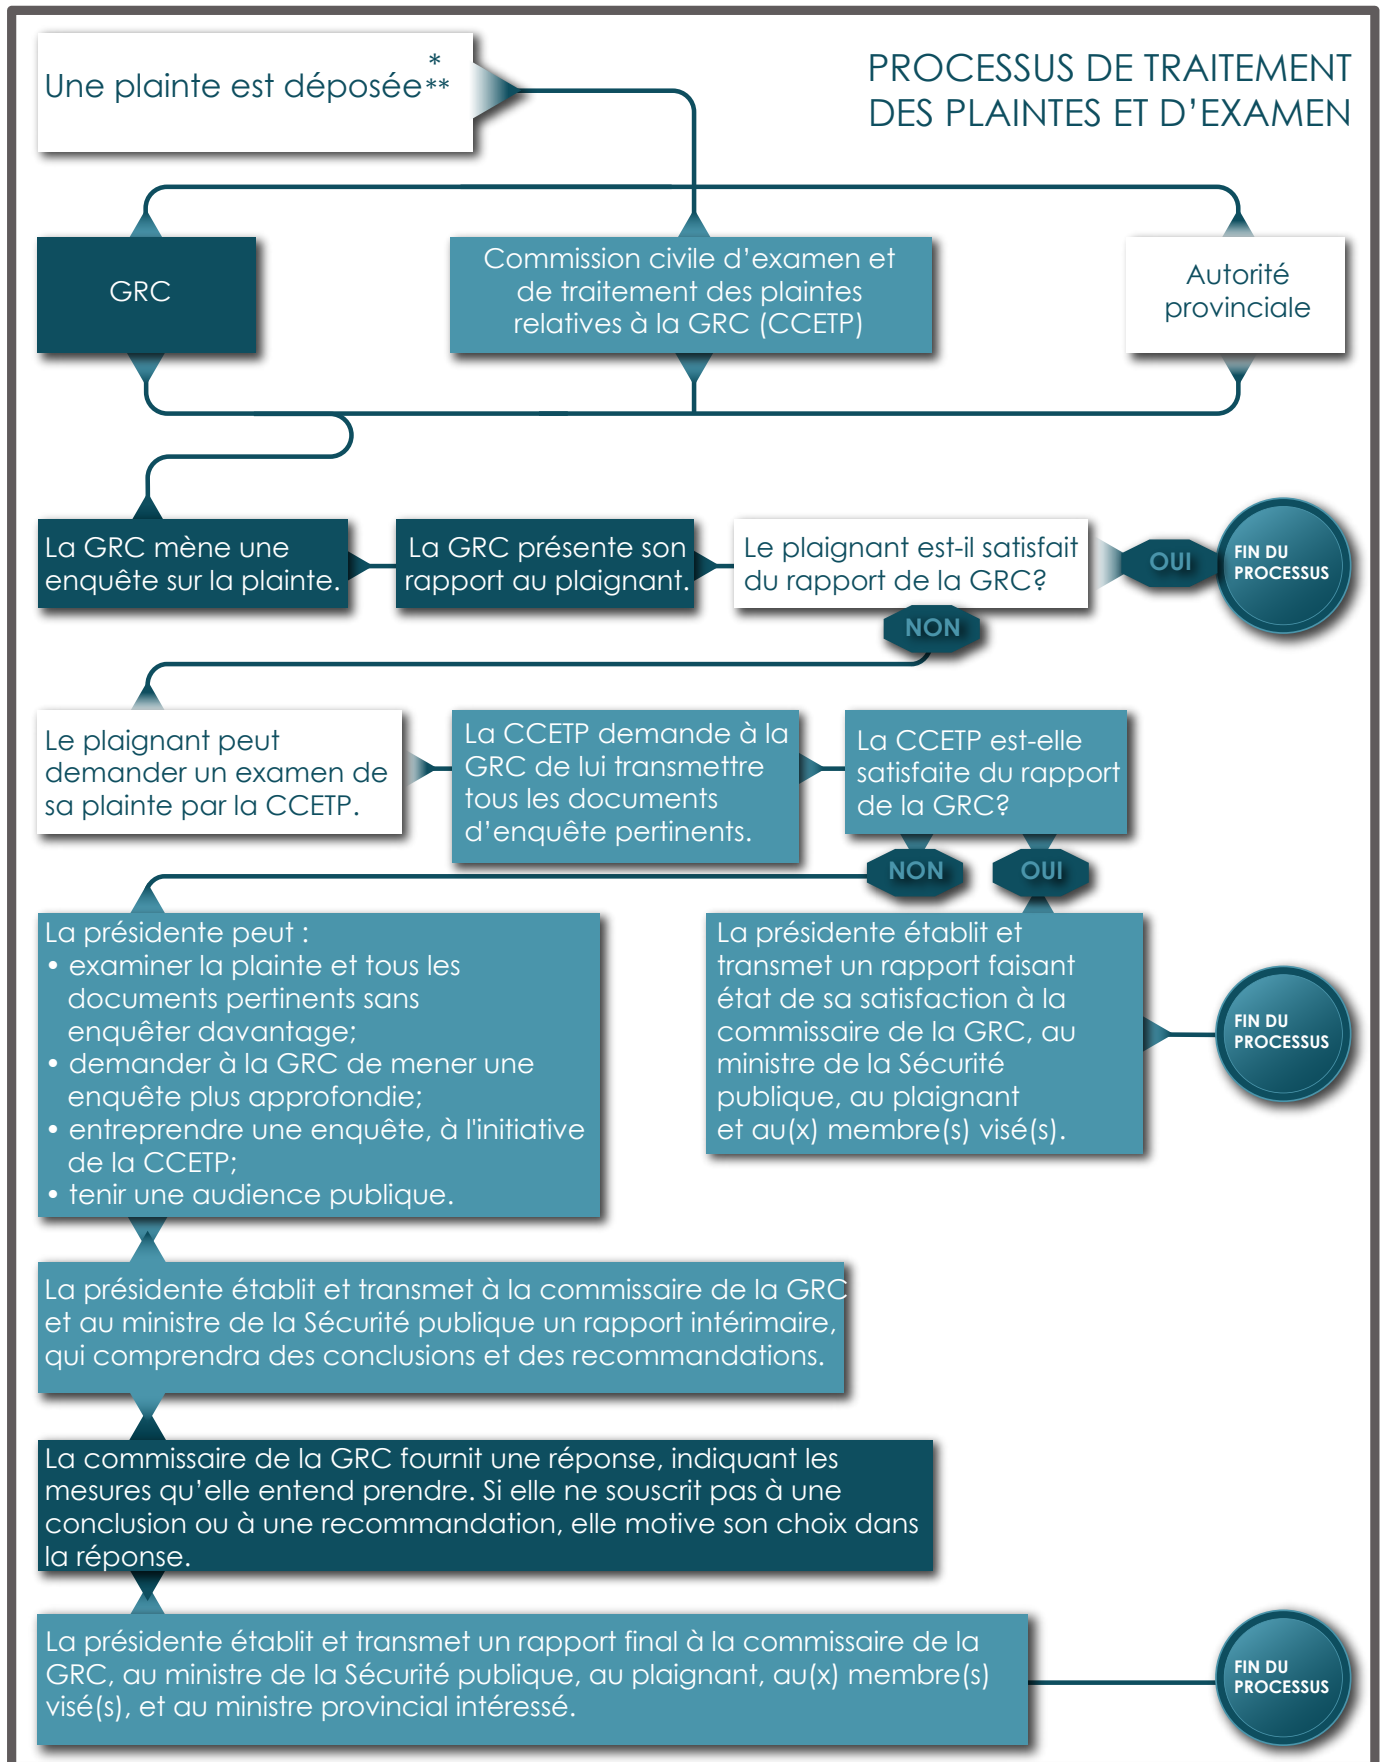 Une plainte est déposée * **
PROCESSUS DE TRAITEMENT
DES PLAINTES ET D’EXAMEN
GRC
Commission civile d’examen et
de traitement des plaintes
relatives à la GRC (CCETP)
Autorité
provinciale
La GRC mène une
enquête sur la plainte.
La GRC présente son
rapport au plaignant.
Le plaignant est-il satisfait
du rapport de la GRC?
OUI
FIN DU
PROCESSUS
NON
Le plaignant peut
demander un examen de
sa plainte par la CCETP.
La CCETP demande à la
GRC de lui transmettre
tous les documents
d’enquête pertinents.
La CCETP est-elle
satisfaite du rapport
de la GRC?
NON
OUI
La présidente peut :
• examiner la plainte et tous les
documents pertinents sans
enquêter davantage;
• demander à la GRC de mener une
enquête plus approfondie;
• entreprendre une enquête, à l'initiative
de la CCETP;
• tenir une audience publique.
La présidente établit et
transmet un rapport faisant
état de sa satisfaction à la
commissaire de la GRC, au
ministre de la Sécurité
publique, au plaignant
et au(x) membre(s) visé(s).
FIN DU
PROCESSUS
La présidente établit et transmet à la commissaire de la GRC
et au ministre de la Sécurité publique un rapport intérimaire,
qui comprendra des conclusions et des recommandations.
La commissaire de la GRC fournit une réponse, indiquant les
mesures qu’elle entend prendre. Si elle ne souscrit pas à une
conclusion ou à une recommandation, elle motive son choix dans
la réponse.
La présidente établit et transmet un rapport final à la commissaire de la
GRC, au ministre de la Sécurité publique, au plaignant, au(x) membre(s)
visé(s), et au ministre provincial intéressé.
FIN DU
PROCESSUS